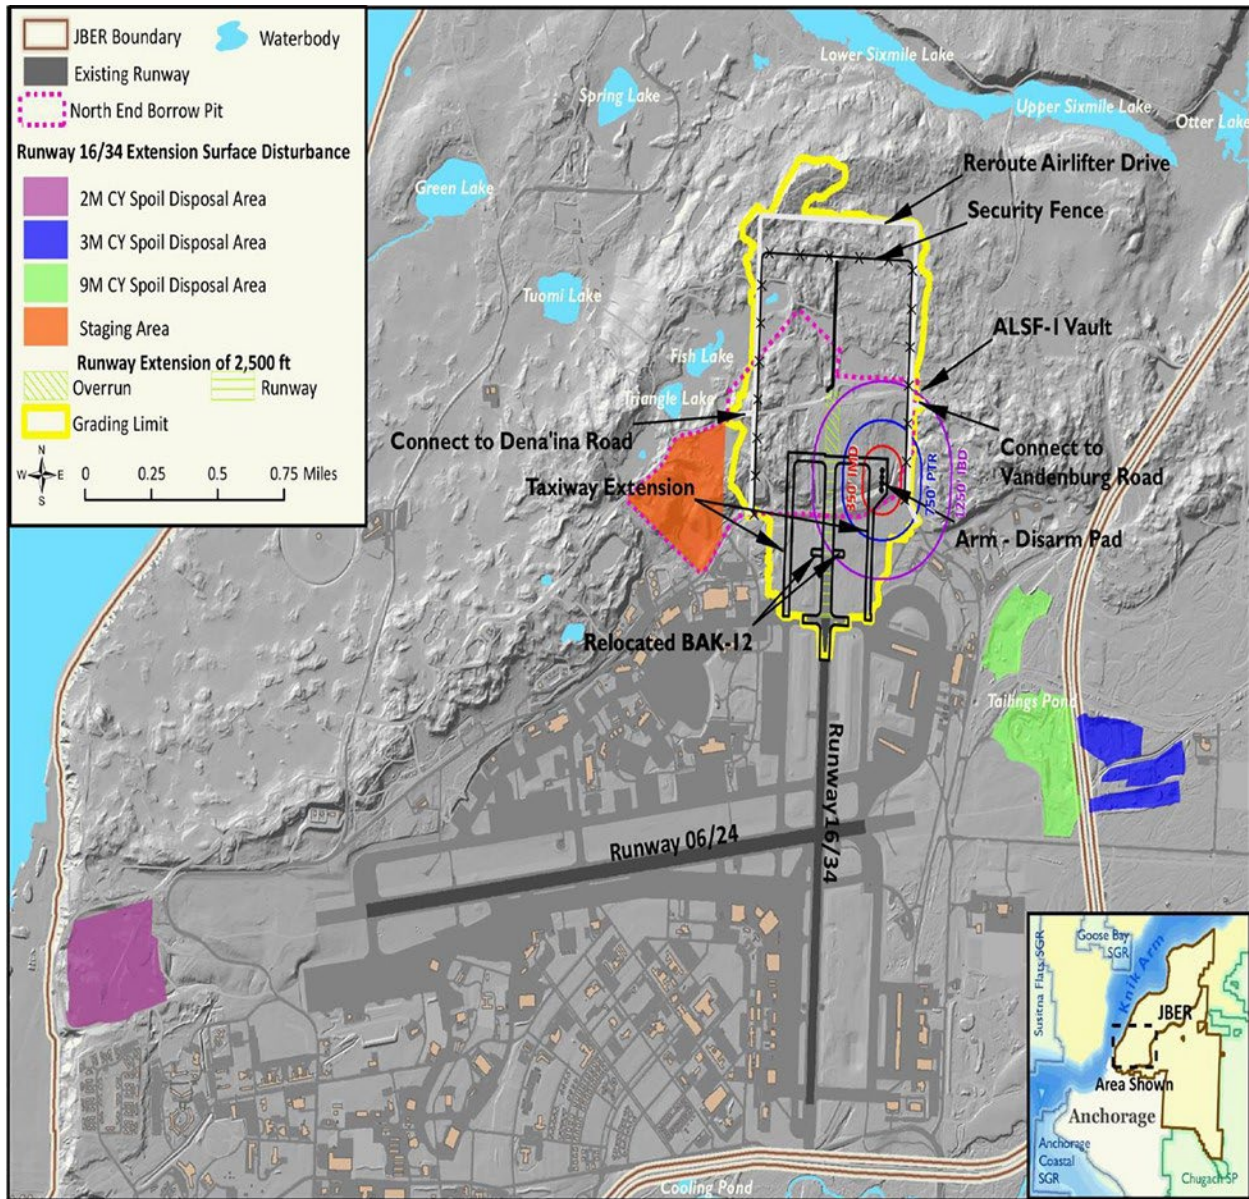 JBER Boundary
Waterbody
Existing Runway
North End Borrow Pit
Runway 16/34 Extension Surface Disturbance
2M CY Spoil Disposal Area
3M CY Spoil Disposal Area
9M CY Spoil Disposal Area
Staging Area
Runway Extension of 2,500 ft
Overrun
Runway
Grading Limit
N
W E
S
0 0.25 0.75 Miles
Lower Sixmile Lake
Spring Lake
Upper Sixmile Lake
Otter Lake
Reroute Airlifter Drive
Green Lake
Security Fence
Tuomi Lake
ALSF-1 Vault
Fish Lake
Triangle Lake
Connect to Dena'ina Road
Connect to
Vandenburg Road
Taxiway Extension
350' IMD
750' PTR
1250' IBD
Arm - Disarm Pad
Relocated BAK-12
Tailings Pond
Runway 16/34
Runway 06/24
Cooling Pond
Susitna Flats SGR
Goose Bay
SGR
Knik Arm
JBER
Area Shown
Anchorage
Anchorage
Coastal
SGR
Chugach SP